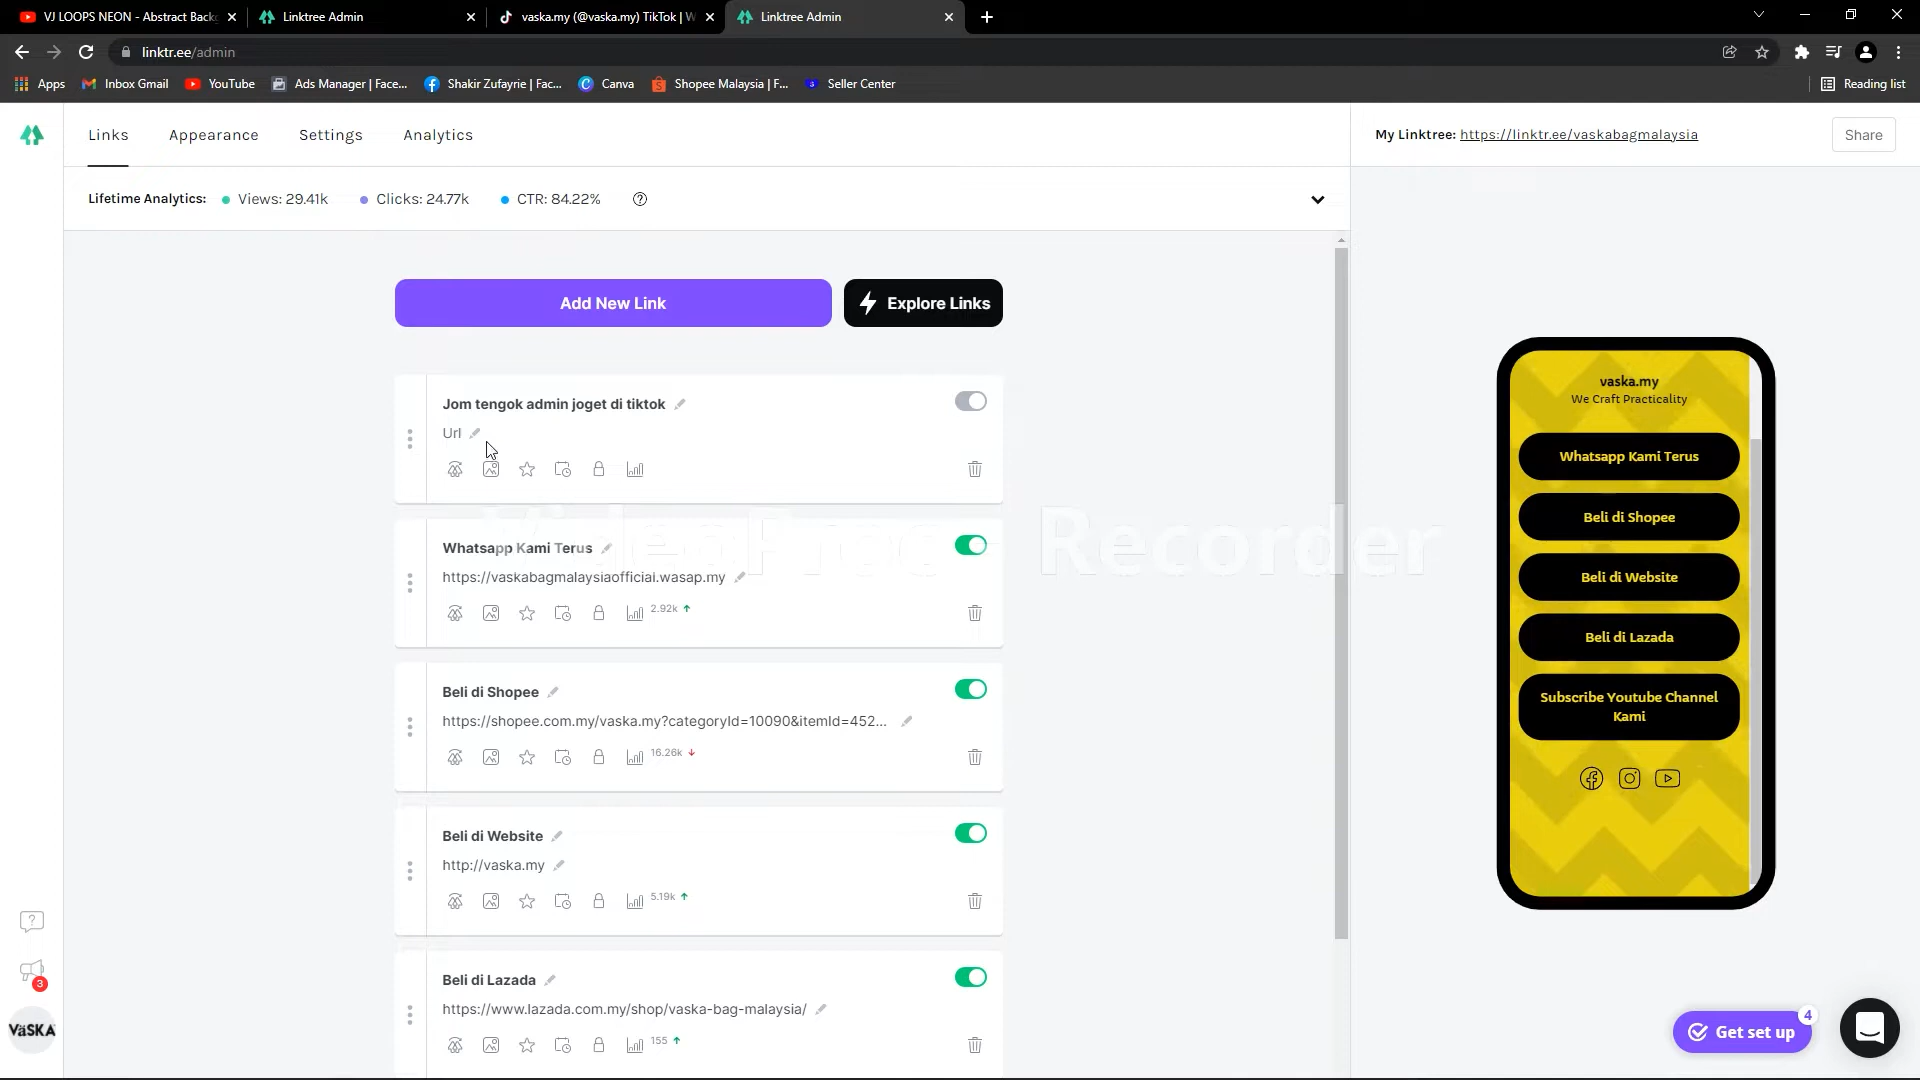 VJ LOOPS NEON - Abstract Backg
Linktree Admin
vaska.my (@vaska.my) TikTok | W
Linktree Admin
linktr.ee/admin
Apps
Inbox Gmail
YouTube
Ads Manager | Face...
Shakir Zufayrie | Fac...
Canva
Shopee Malaysia | F...
Seller Center
Reading list
Links
Appearance
Settings
Analytics
My Linktree: https://linktr.ee/vaskabagmalaysia
Share
Lifetime Analytics:
Views: 29.41k
Clicks: 24.77k
CTR: 84.22%
Add New Link
Explore Links
Jom tengok admin joget di tiktok
Url
VideoProc Recorder
Whatsapp Kami Terus
https://vaskabagmalaysiaofficial.wasap.my
2.92k
Beli di Shopee
https://shopee.com.my/vaska.my?categoryId=10090&itemId=452...
16.26k
Beli di Website
http://vaska.my
5.19k
Beli di Lazada
https://www.lazada.com.my/shop/vaska-bag-malaysia/
155
vaska.my
We Craft Practicality
Whatsapp Kami Terus
Beli di Shopee
Beli di Website
Beli di Lazada
Subscribe Youtube Channel
Kami
3
VäSKA
Get set up
4